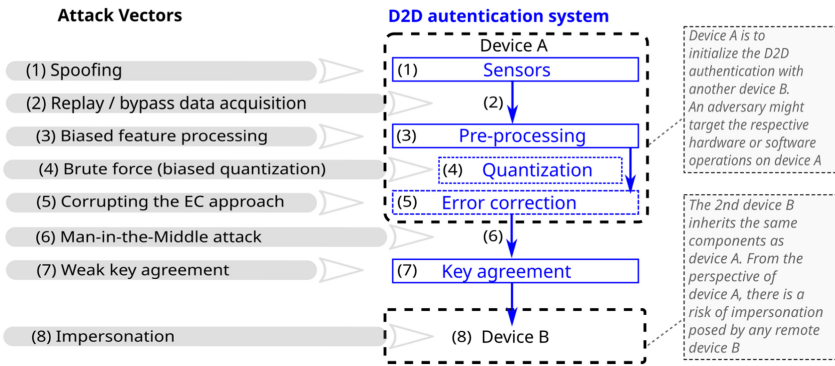 Attack Vectors
D2D autentication system
Device A
(1) Spoofing
(1) Sensors
(2) Replay / bypass data acquisition
(2)
(3) Biased feature processing
(3) Pre-processing
(4) Brute force (biased quantization)
(4) Quantization
(5) Corrupting the EC approach
(5) Error correction
(6) Man-in-the-Middle attack
(6)
(7) Weak key agreement
(7) Key agreement
(8) Impersonation
(8) Device B
Device A is to
initialize the D2D
authentication with
another device B.
An adversary might
target the respective
hardware or software
operations on device A
The 2nd device B
inherits the same
components as
device A. From the
perspective of
device A, there is a
risk of impersonation
posed by any remote
device B